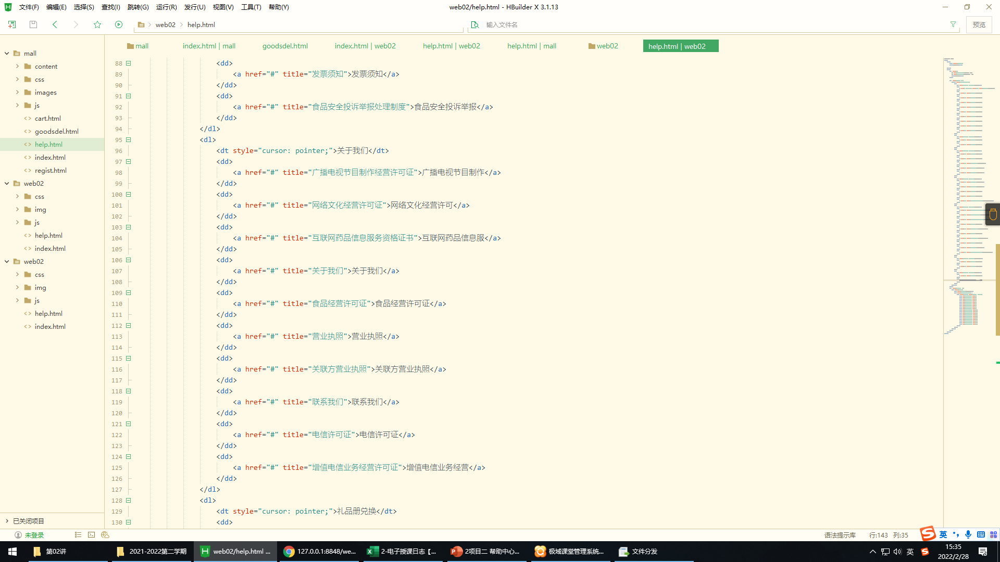 文件(F) 编辑(E) 选择(S) 查找(I) 跳转(G) 运行(R) 发行(U) 视图(V) 工具(T) 帮助(Y)
web02/help.html - HBuilder X 3.1.13
web02 help.html
输入文件名
预览
mall index.html | mall goodsdel.html index.html | web02 help.html | web02 help.html | mall web02 help.html | web02
mall
content
css
images
js
cart.html
goodsdel.html
help.html
index.html
regist.html
web02
css
img
js
help.html
index.html
web02
css
img
js
help.html
index.html
已关闭项目
88 <dd>
89 <a href="#" title="发票须知">发票须知</a>
90 </dd>
91 <dd>
92 <a href="#" title="食品安全投诉举报处理制度">食品安全投诉举报</a>
93 </dd>
94 </dl>
95 <dl>
96 <dt style="cursor: pointer;">关于我们</dt>
97 <dd>
98 <a href="#" title="广播电视节目制作经营许可证">广播电视节目制作</a>
99 </dd>
100 <dd>
101 <a href="#" title="网络文化经营许可证">网络文化经营许可</a>
102 </dd>
103 <dd>
104 <a href="#" title="互联网药品信息服务资格证书">互联网药品信息服</a>
105 </dd>
106 <dd>
107 <a href="#" title="关于我们">关于我们</a>
108 </dd>
109 <dd>
110 <a href="#" title="食品经营许可证">食品经营许可证</a>
111 </dd>
112 <dd>
113 <a href="#" title="营业执照">营业执照</a>
114 </dd>
115 <dd>
116 <a href="#" title="关联方营业执照">关联方营业执照</a>
117 </dd>
118 <dd>
119 <a href="#" title="联系我们">联系我们</a>
120 </dd>
121 <dd>
122 <a href="#" title="电信许可证">电信许可证</a>
123 </dd>
124 <dd>
125 <a href="#" title="增值电信业务经营许可证">增值电信业务经营</a>
126 </dd>
127 </dl>
128 <dl>
129 <dt style="cursor: pointer;">礼品册兑换</dt>
130 <dd>
未登录
语法提示库 行:143 列:35
英
第02讲 2021-2022第二学期 web02/help.html ... 127.0.0.1:8848/we... 2-电子授课日志【... 2项目二 帮助中心... 极域课堂管理系统... 文件分发
英
15:35
2022/2/28